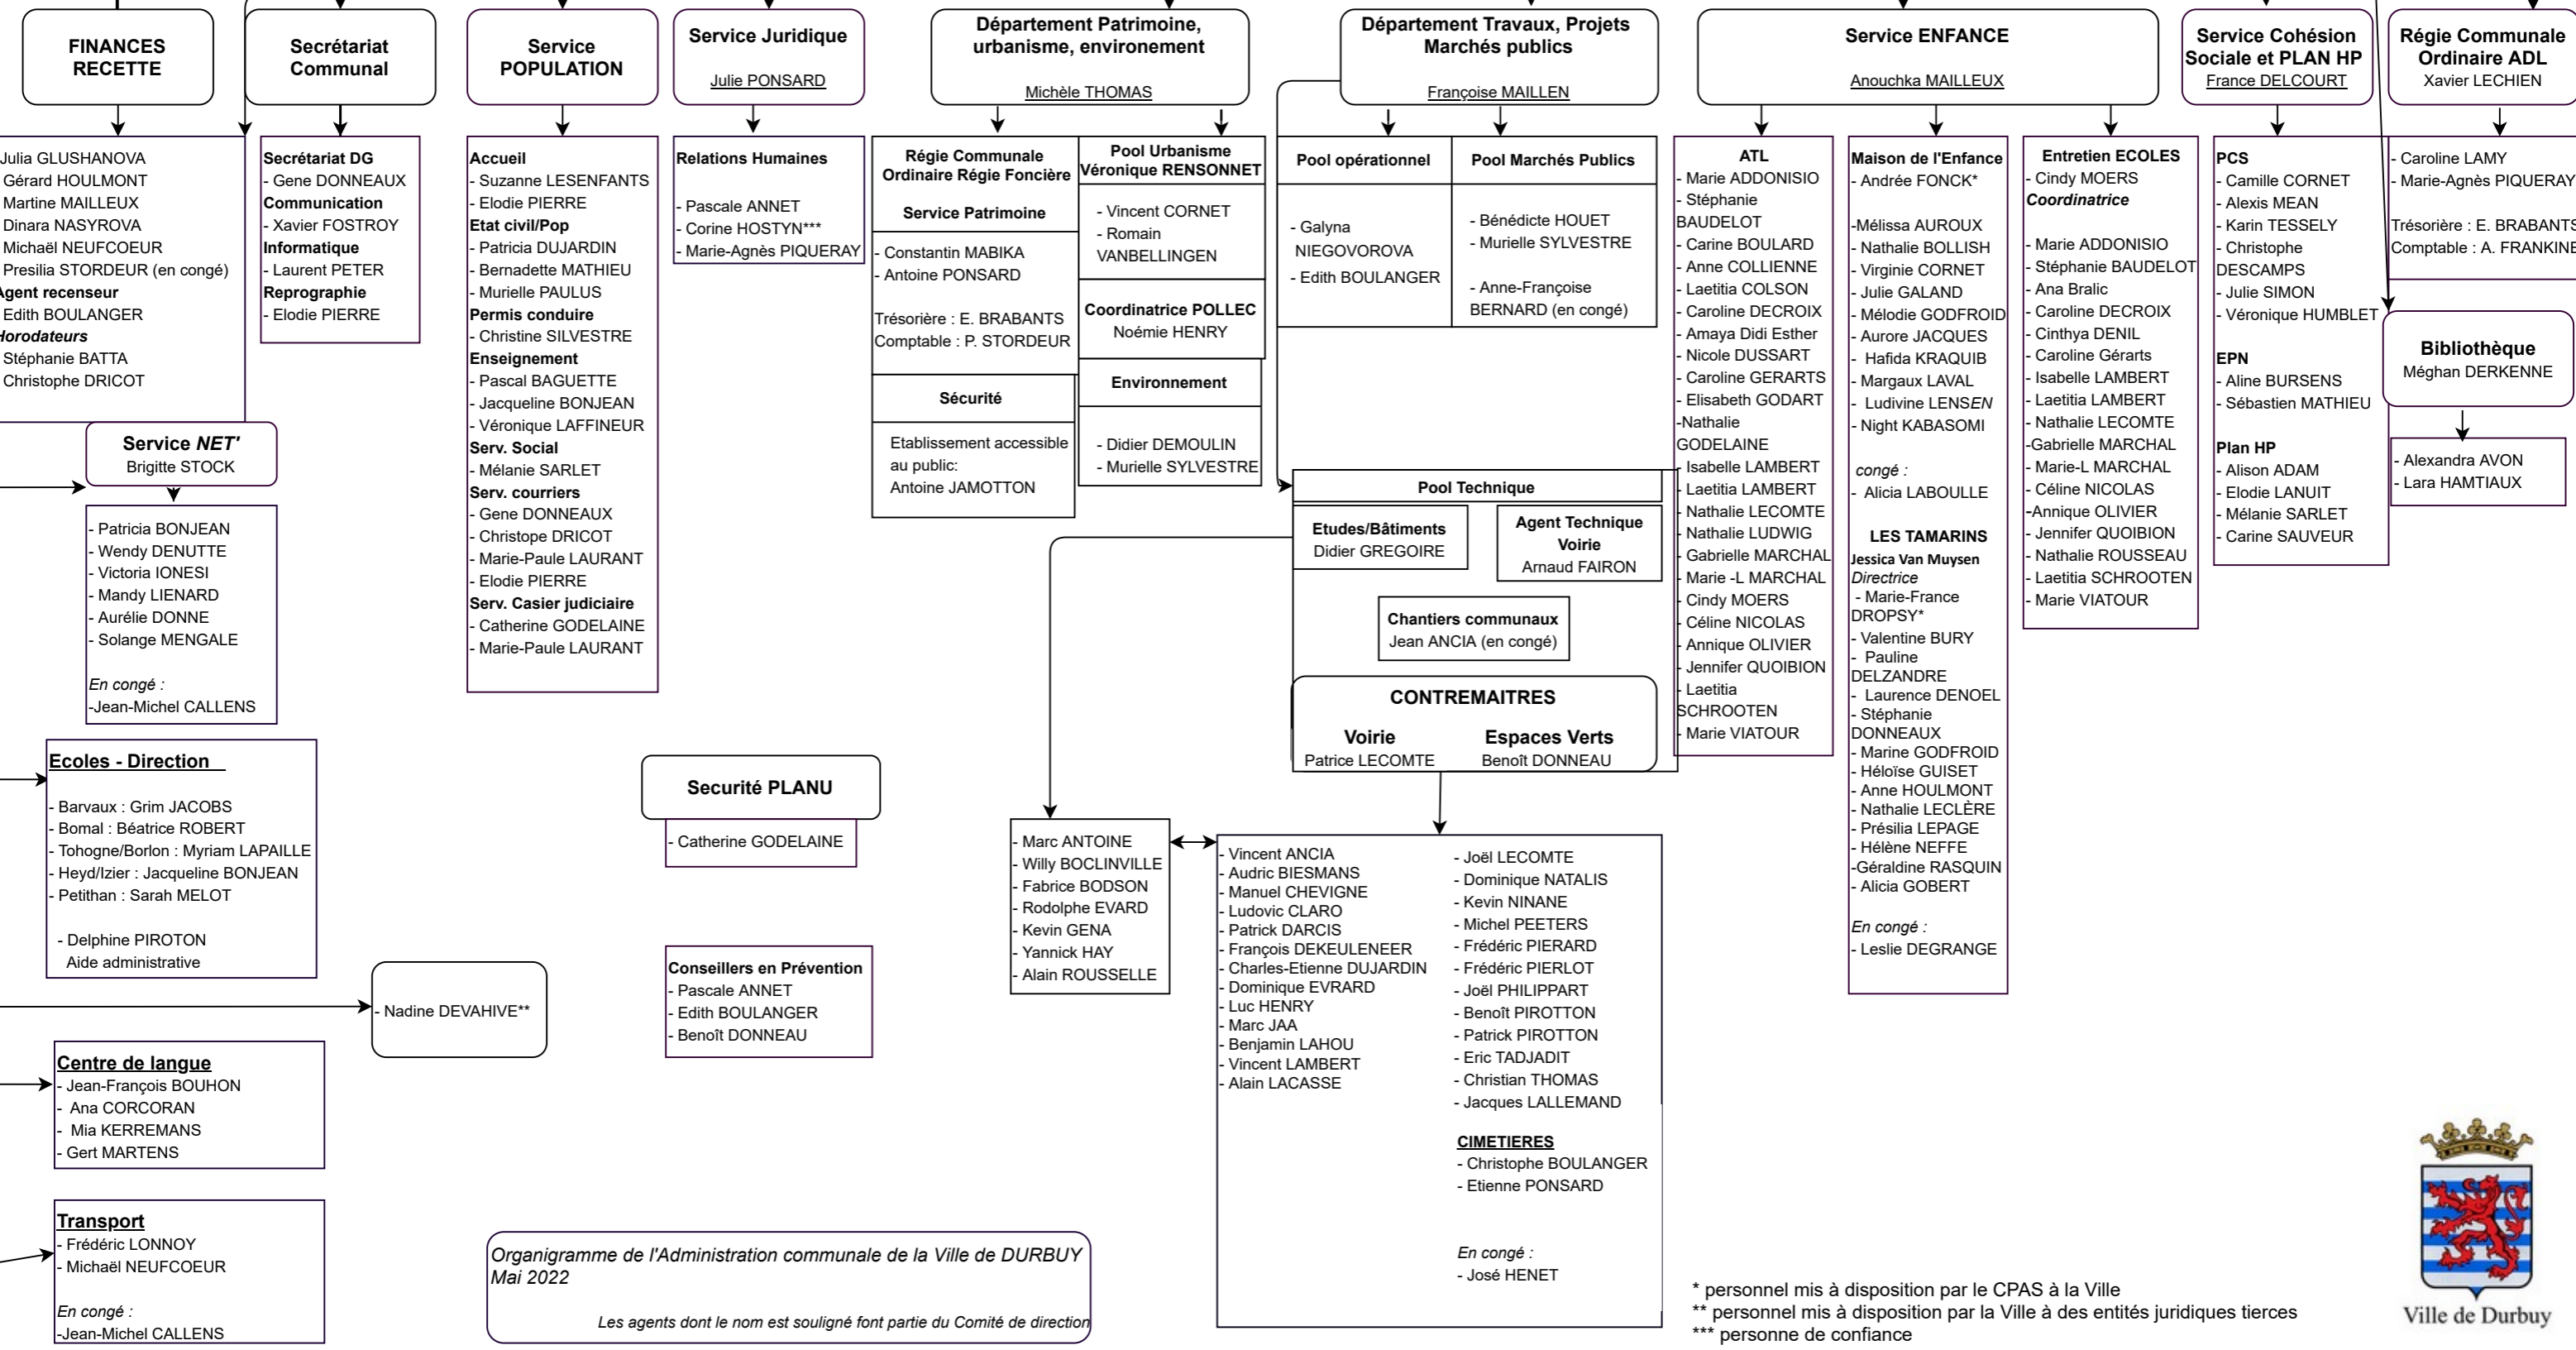 FINANCES
RECETTE
Julia GLUSHANOVA
Gérard HOULMONT
Martine MAILLEUX
Dinara NASYROVA
Michaël NEUFCOEUR
Presilia STORDEUR (en congé)
Agent recenseur
Edith BOULANGER
Horodateurs
Stéphanie BATTA
Christophe DRICOT
Service NET'
Brigitte STOCK
- Patricia BONJEAN
- Wendy DENUTTE
- Victoria IONESI
- Mandy LIENARD
- Aurélie DONNE
- Solange MENGALE
En congé :
-Jean-Michel CALLENS
Ecoles - Direction
- Barvaux : Grim JACOBS
- Bomal : Béatrice ROBERT
- Tohogne/Borlon : Myriam LAPAILLE
- Heyd/Izier : Jacqueline BONJEAN
- Petithan : Sarah MELOT
- Delphine PIROTON
Aide administrative
- Nadine DEVAHIVE**
Centre de langue
- Jean-François BOUHON
- Ana CORCORAN
- Mia KERREMANS
- Gert MARTENS
Transport
- Frédéric LONNOY
- Michaël NEUFCOEUR
En congé :
-Jean-Michel CALLENS
Secrétariat
Communal
Secrétariat DG
- Gene DONNEAUX
Communication
- Xavier FOSTROY
Informatique
- Laurent PETER
Reprographie
- Elodie PIERRE
Service
POPULATION
Accueil
- Suzanne LESENFANTS
- Elodie PIERRE
Etat civil/Pop
- Patricia DUJARDIN
- Bernadette MATHIEU
- Murielle PAULUS
Permis conduire
- Christine SILVESTRE
Enseignement
- Pascal BAGUETTE
- Jacqueline BONJEAN
- Véronique LAFFINEUR
Serv. Social
- Mélanie SARLET
Serv. courriers
- Gene DONNEAUX
- Christope DRICOT
- Marie-Paule LAURANT
- Elodie PIERRE
Serv. Casier judiciaire
- Catherine GODELAINE
- Marie-Paule LAURANT
Service Juridique
Julie PONSARD
Relations Humaines
- Pascale ANNET
- Corine HOSTYN***
- Marie-Agnès PIQUERAY
Securité PLANU
- Catherine GODELAINE
Conseillers en Prévention
- Pascale ANNET
- Edith BOULANGER
- Benoît DONNEAU
Département Patrimoine,
urbanisme, environement
Michèle THOMAS
Régie Communale
Ordinaire Régie Foncière
Service Patrimoine
- Constantin MABIKA
- Antoine PONSARD
Trésorière : E. BRABANTS
Comptable : P. STORDEUR
Sécurité
Etablissement accessible
au public:
Antoine JAMOTTON
Pool Urbanisme
Véronique RENSONNET
- Vincent CORNET
- Romain
VANBELLINGEN
Coordinatrice POLLEC
Noémie HENRY
Environnement
- Didier DEMOULIN
- Murielle SYLVESTRE
Département Travaux, Projets
Marchés publics
Françoise MAILLEN
Pool opérationnel
- Galyna
NIEGOVOROVA
- Edith BOULANGER
Pool Marchés Publics
- Bénédicte HOUET
- Murielle SYLVESTRE
- Anne-Françoise
BERNARD (en congé)
Pool Technique
Etudes/Bâtiments
Didier GREGOIRE
Agent Technique
Voirie
Arnaud FAIRON
Chantiers communaux
Jean ANCIA (en congé)
CONTREMAITRES
Voirie
Patrice LECOMTE
Espaces Verts
Benoît DONNEAU
- Marc ANTOINE
- Willy BOCLINVILLE
- Fabrice BODSON
- Rodolphe EVARD
- Kevin GENA
- Yannick HAY
- Alain ROUSSELLE
- Vincent ANCIA
- Audric BIESMANS
- Manuel CHEVIGNE
- Ludovic CLARO
- Patrick DARCIS
- François DEKEULENEER
- Charles-Etienne DUJARDIN
- Dominique EVRARD
- Luc HENRY
- Marc JAA
- Benjamin LAHOU
- Vincent LAMBERT
- Alain LACASSE
- Joël LECOMTE
- Dominique NATALIS
- Kevin NINANE
- Michel PEETERS
- Frédéric PIERARD
- Frédéric PIERLOT
- Joël PHILIPPART
- Benoît PIROTTON
- Patrick PIROTTON
- Eric TADJADIT
- Christian THOMAS
- Jacques LALLEMAND
CIMETIERES
- Christophe BOULANGER
- Etienne PONSARD
En congé :
- José HENET
Service ENFANCE
Anouchka MAILLEUX
ATL
- Marie ADDONISIO
- Stéphanie
BAUDELOT
- Carine BOULARD
- Anne COLLIENNE
- Laetitia COLSON
- Caroline DECROIX
- Amaya Didi Esther
- Nicole DUSSART
- Caroline GERARTS
- Elisabeth GODART
-Nathalie
GODELAINE
- Isabelle LAMBERT
- Laetitia LAMBERT
- Nathalie LECOMTE
- Nathalie LUDWIG
- Gabrielle MARCHAL
- Marie -L MARCHAL
- Cindy MOERS
- Céline NICOLAS
- Annique OLIVIER
- Jennifer QUOIBION
- Laetitia
SCHROOTEN
- Marie VIATOUR
Maison de l'Enfance
- Andrée FONCK*
-Mélissa AUROUX
- Nathalie BOLLISH
- Virginie CORNET
- Julie GALAND
- Mélodie GODFROID
- Aurore JACQUES
- Hafida KRAQUIB
- Margaux LAVAL
- Ludivine LENSEN
- Night KABASOMI
congé :
- Alicia LABOULLE
LES TAMARINS
Jessica Van Muysen
Directrice
- Marie-France
DROPSY*
- Valentine BURY
- Pauline
DELZANDRE
- Laurence DENOEL
- Stéphanie
DONNEAUX
- Marine GODFROID
- Héloïse GUISET
- Anne HOULMONT
- Nathalie LECLÈRE
- Présilia LEPAGE
- Hélène NEFFE
-Géraldine RASQUIN
- Alicia GOBERT
En congé :
- Leslie DEGRANGE
Entretien ECOLES
- Cindy MOERS
Coordinatrice
- Marie ADDONISIO
- Stéphanie BAUDELOT
- Ana Bralic
- Caroline DECROIX
- Cinthya DENIL
- Caroline Gérarts
- Isabelle LAMBERT
- Laetitia LAMBERT
- Nathalie LECOMTE
-Gabrielle MARCHAL
- Marie-L MARCHAL
- Céline NICOLAS
-Annique OLIVIER
- Jennifer QUOIBION
- Nathalie ROUSSEAU
- Laetitia SCHROOTEN
- Marie VIATOUR
Service Cohésion
Sociale et PLAN HP
France DELCOURT
PCS
- Camille CORNET
- Alexis MEAN
- Karin TESSELY
- Christophe
DESCAMPS
- Julie SIMON
- Véronique HUMBLET
EPN
- Aline BURSENS
- Sébastien MATHIEU
Plan HP
- Alison ADAM
- Elodie LANUIT
- Mélanie SARLET
- Carine SAUVEUR
Régie Communale
Ordinaire ADL
Xavier LECHIEN
- Caroline LAMY
- Marie-Agnès PIQUERAY
Trésorière : E. BRABANTS
Comptable : A. FRANKINE
Bibliothèque
Méghan DERKENNE
- Alexandra AVON
- Lara HAMTIAUX
Organigramme de l'Administration communale de la Ville de DURBUY
Mai 2022
Les agents dont le nom est souligné font partie du Comité de direction
* personnel mis à disposition par le CPAS à la Ville
** personnel mis à disposition par la Ville à des entités juridiques tierces
*** personne de confiance
Ville de Durbuy